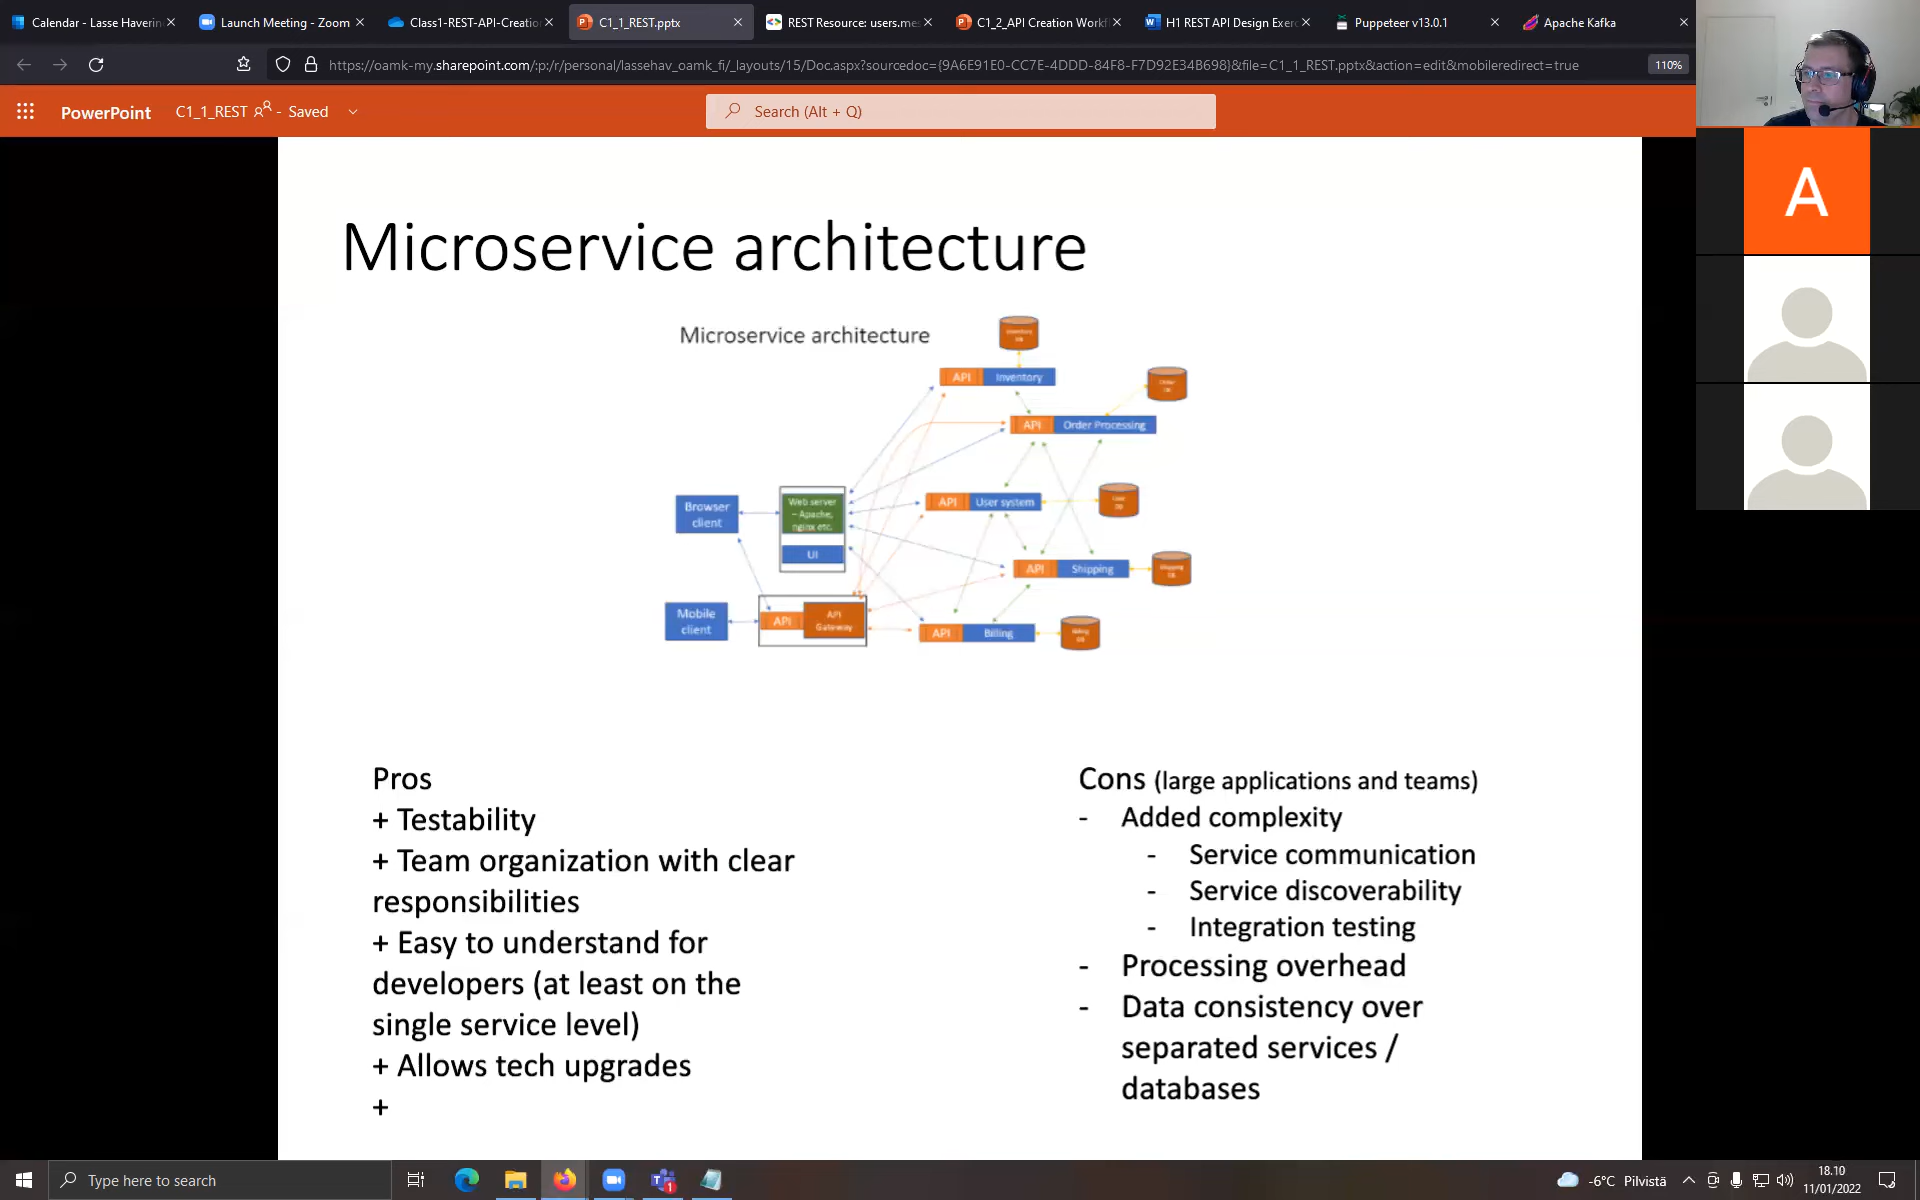 Calendar - Lasse Haverin
Launch Meeting - Zoom
Class1-REST-API-Creatio
C1_1_REST.pptx
REST Resource: users.me
C1_2_API Creation Workf
H1 REST API Design Exer
Puppeteer v13.0.1
Apache Kafka
https://oamk-my.sharepoint.com/:p:/r/personal/lassehav_oamk_fi/_layouts/15/Doc.aspx?sourcedoc={9A6E91E0-CC7E-4DDD-84F8-F7D92E34B698}&file=C1_1_REST.pptx&action=edit&mobileredirect=true
110%
PowerPoint
C1_1_REST - Saved
Search (Alt + Q)
A
Microservice architecture
Microservice architecture
Inventory
DB
API Inventory
Order
DB
API Order Processing
Browser
client
Web server
– Apache,
nginx etc.
UI
API User system
User
DB
API Shipping
Shipping
DB
Mobile
client
API
API
Gateway
API Billing
Billing
DB
Pros
+ Testability
+ Team organization with clear
responsibilities
+ Easy to understand for
developers (at least on the
single service level)
+ Allows tech upgrades
+
Cons (large applications and teams)
- Added complexity
- Service communication
- Service discoverability
- Integration testing
- Processing overhead
- Data consistency over
separated services /
databases
Type here to search
1
-6°C Pilvistä
18.10
11/01/2022